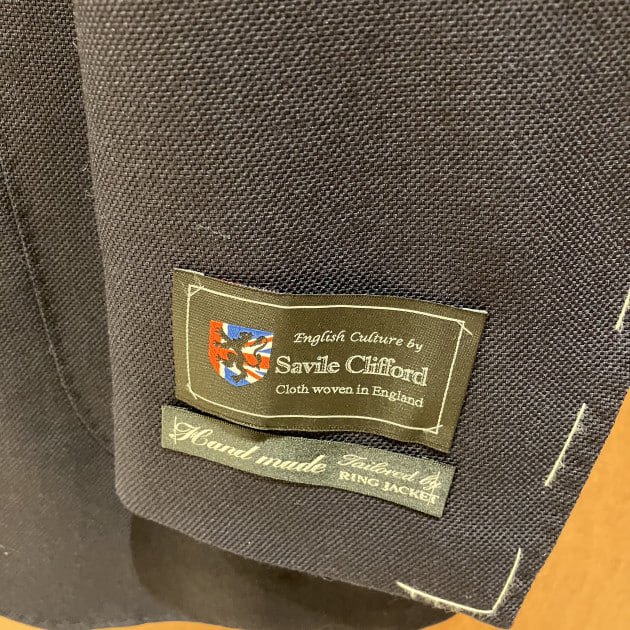 English Culture by
Savile Clifford
Cloth woven in England
Hand made
Tailored by
RING JACKET